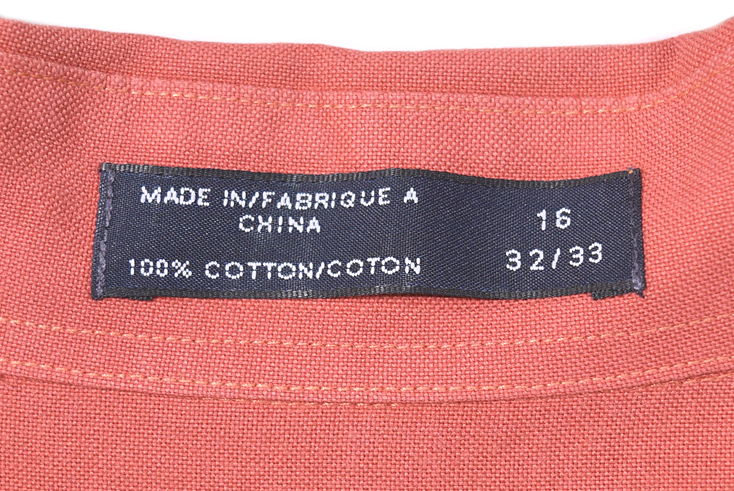 MADE IN/FABRIQUE A
CHINA
100% COTTON/COTON
16
32/33